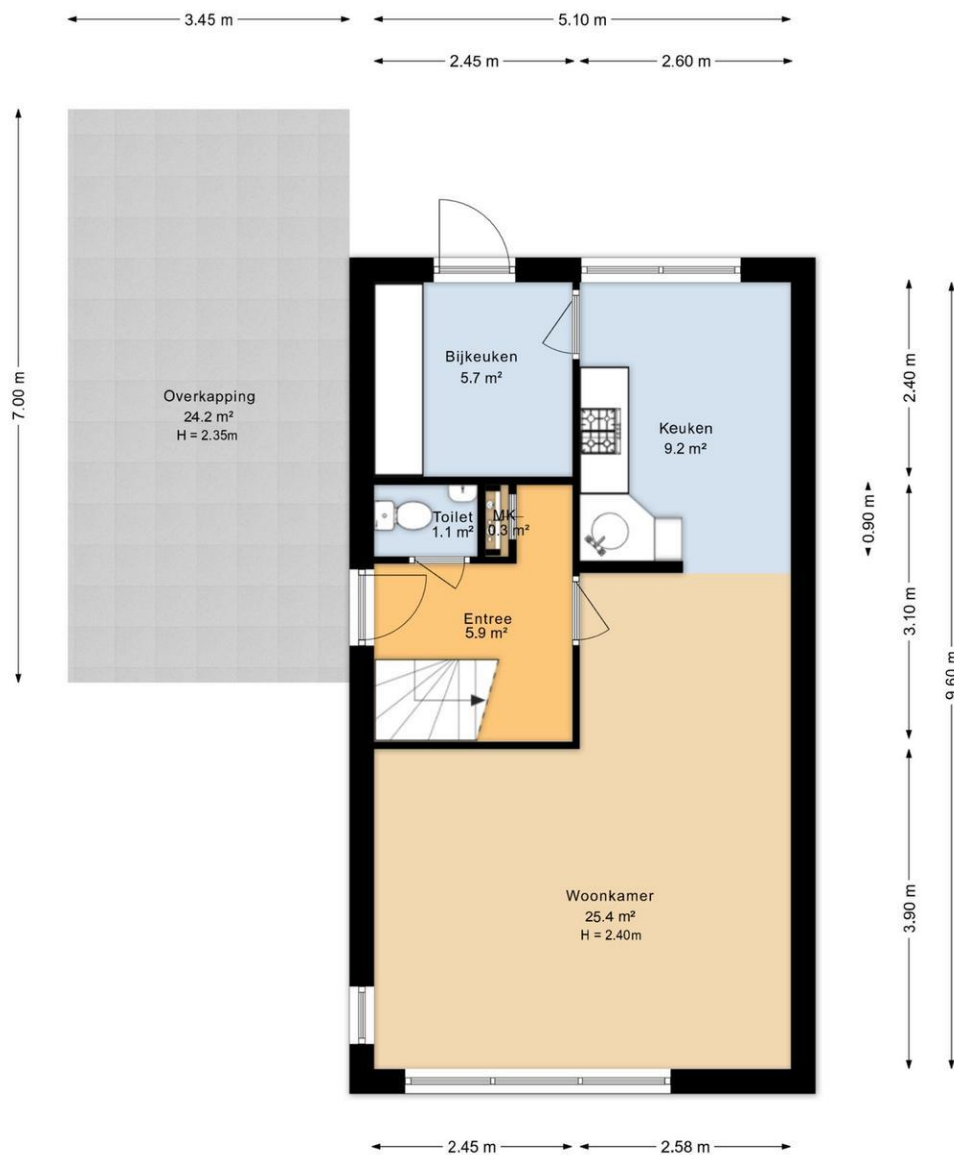 3.45 m
5.10 m
2.45 m
2.60 m
7.00 m
Overkapping
24.2 m²
H = 2.35m
Bijkeuken
5.7 m²
Keuken
9.2 m²
2.40 m
Toilet
1.1 m²
MK
0.3 m²
0.90 m
Entree
5.9 m²
3.10 m
9.60 m
Woonkamer
25.4 m²
H = 2.40m
3.90 m
2.45 m
2.58 m